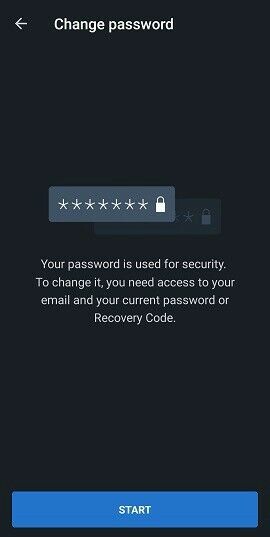 Change password
*******
**
Your password is used for security.
To change it, you need access to your
email and your current password or
Recovery Code.
START